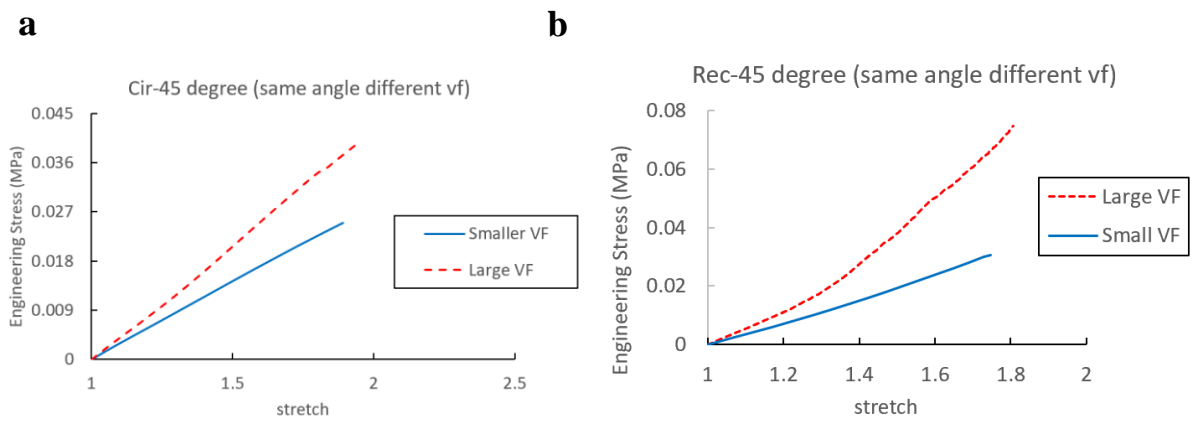 a
Cir-45 degree (same angle different vf)
Engineering Stress (MPa)
0.045
0.036
0.027
0.018
0.009
0
1
1.5
2
2.5
stretch
Smaller VF
Large VF
b
Rec-45 degree (same angle different vf)
Engineering Stress (MPa)
0.08
0.06
0.04
0.02
0
1
1.2
1.4
1.6
1.8
2
stretch
Large VF
Small VF